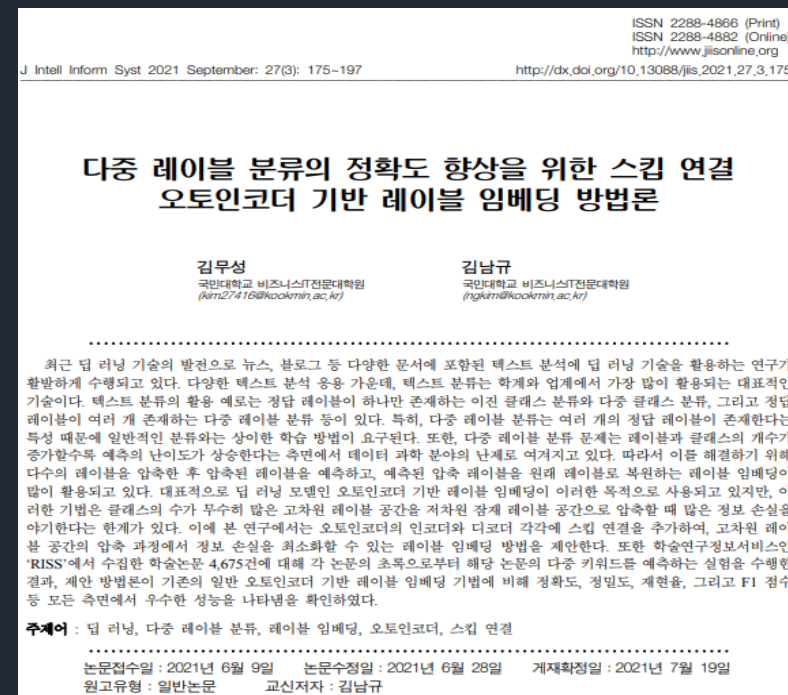 ISSN 2288-4866 (Print)
ISSN 2288-4882 (Online)
http://www.jiisonline.org
J Intell Inform Syst 2021 September: 27(3): 175~197
http://dx.doi.org/10.13088/jiis.2021.27.3.175
다중 레이블 분류의 정확도 향상을 위한 스킵 연결
오토인코더 기반 레이블 임베딩 방법론
김무성
국민대학교 비즈니스IT전문대학원
(kim27416@kookmin.ac.kr)
김남규
국민대학교 비즈니스IT전문대학원
(ngkim@kookmin.ac.kr)
최근 딥 러닝 기술의 발전으로 뉴스, 블로그 등 다양한 문서에 포함된 텍스트 분석에 딥 러닝 기술을 활용하는 연구가
활발하게 수행되고 있다. 다양한 텍스트 분석 응용 가운데, 텍스트 분류는 학계와 업계에서 가장 많이 활용되는 대표적인
기술이다. 텍스트 분류의 활용 예로는 정답 레이블이 하나만 존재하는 이진 클래스 분류와 다중 클래스 분류, 그리고 정답
레이블이 여러 개 존재하는 다중 레이블 분류 등이 있다. 특히, 다중 레이블 분류는 여러 개의 정답 레이블이 존재한다는
특성 때문에 일반적인 분류와는 상이한 학습 방법이 요구된다. 또한, 다중 레이블 분류 문제는 레이블과 클래스의 개수가
증가할수록 예측의 난이도가 상승한다는 측면에서 데이터 과학 분야의 난제로 여겨지고 있다. 따라서 이를 해결하기 위해
다수의 레이블을 압축한 후 압축된 레이블을 예측하고, 예측된 압축 레이블을 원래 레이블로 복원하는 레이블 임베딩이
많이 활용되고 있다. 대표적으로 딥 러닝 모델인 오토인코더 기반 레이블 임베딩이 이러한 목적으로 사용되고 있지만, 이
러한 기법은 클래스의 수가 무수히 많은 고차원 레이블 공간을 저차원 잠재 레이블 공간으로 압축할 때 많은 정보 손실을
야기한다는 한계가 있다. 이에 본 연구에서는 오토인코더의 인코더와 디코더 각각에 스킵 연결을 추가하여, 고차원 레이
블 공간의 압축 과정에서 정보 손실을 최소화할 수 있는 레이블 임베딩 방법을 제안한다. 또한 학술연구정보서비스인
‘RISS’에서 수집한 학술논문 4,675건에 대해 각 논문의 초록으로부터 해당 논문의 다중 키워드를 예측하는 실험을 수행한
결과, 제안 방법론이 기존의 일반 오토인코더 기반 레이블 임베딩 기법에 비해 정확도, 정밀도, 재현율, 그리고 F1 점수
등 모든 측면에서 우수한 성능을 나타냄을 확인하였다.
주제어 : 딥 러닝, 다중 레이블 분류, 레이블 임베딩, 오토인코더, 스킵 연결
논문접수일 : 2021년 6월 9일 논문수정일 : 2021년 6월 28일 게재확정일 : 2021년 7월 19일
원고유형 : 일반논문 교신저자 : 김남규